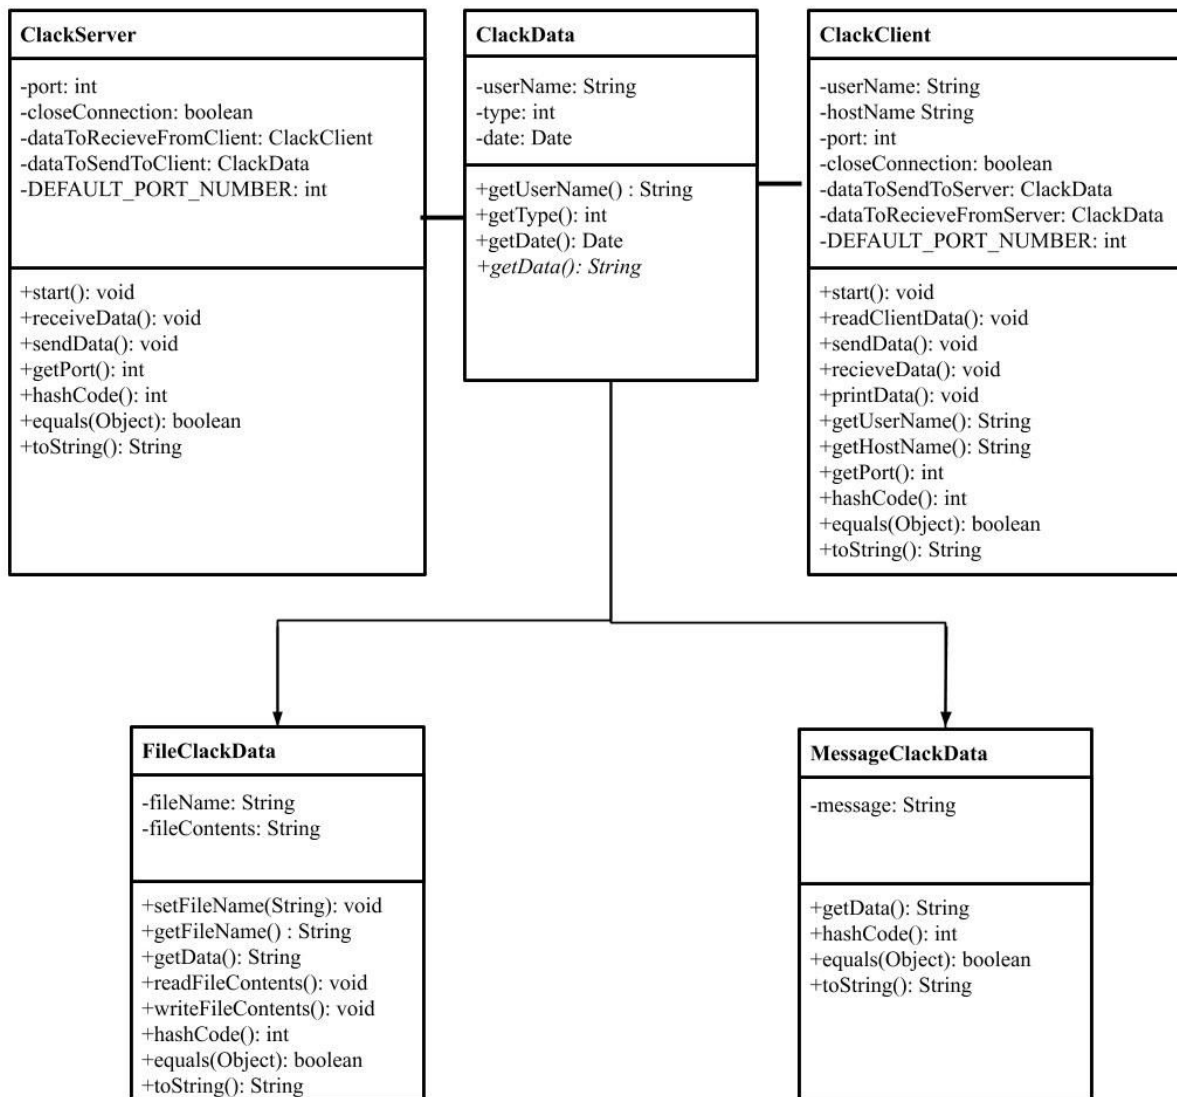 ClackServer
-port: int
-closeConnection: boolean
-dataToRecieveFromClient: ClackClient
-dataToSendToClient: ClackData
-DEFAULT_PORT_NUMBER: int
+start(): void
+receiveData(): void
+sendData(): void
+getPort(): int
+hashCode(): int
+equals(Object): boolean
+toString(): String
ClackData
-userName: String
-type: int
-date: Date
+getUserName() : String
+getType(): int
+getDate(): Date
+getData(): String
ClackClient
-userName: String
-hostName String
-port: int
-closeConnection: boolean
-dataToSendToServer: ClackData
-dataToRecieveFromServer: ClackData
-DEFAULT_PORT_NUMBER: int
+start(): void
+readClientData(): void
+sendData(): void
+recieveData(): void
+printData(): void
+getUserName(): String
+getHostName(): String
+getPort(): int
+hashCode(): int
+equals(Object): boolean
+toString(): String
FileClackData
-fileName: String
-fileContents: String
+setFileName(String): void
+getFileName() : String
+getData(): String
+readFileContents(): void
+writeFileContents(): void
+hashCode(): int
+equals(Object): boolean
+toString(): String
MessageClackData
-message: String
+getData(): String
+hashCode(): int
+equals(Object): boolean
+toString(): String